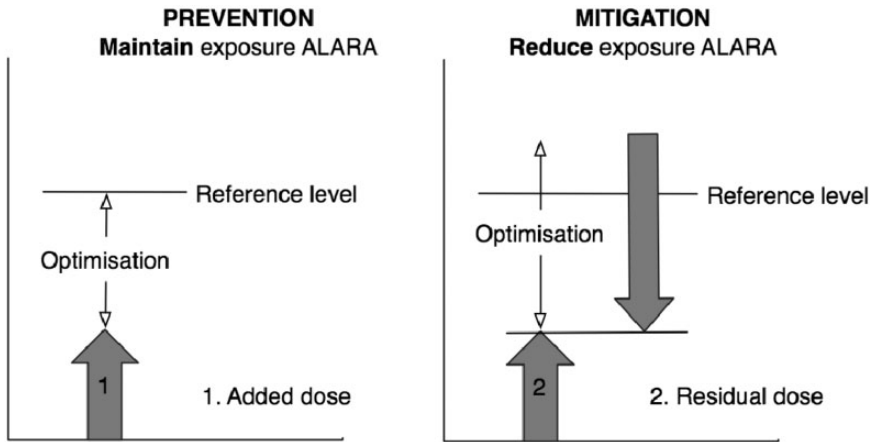 PREVENTION
Maintain exposure ALARA
Reference level
Optimisation
1
1. Added dose
MITIGATION
Reduce exposure ALARA
Reference level
Optimisation
2
2. Residual dose